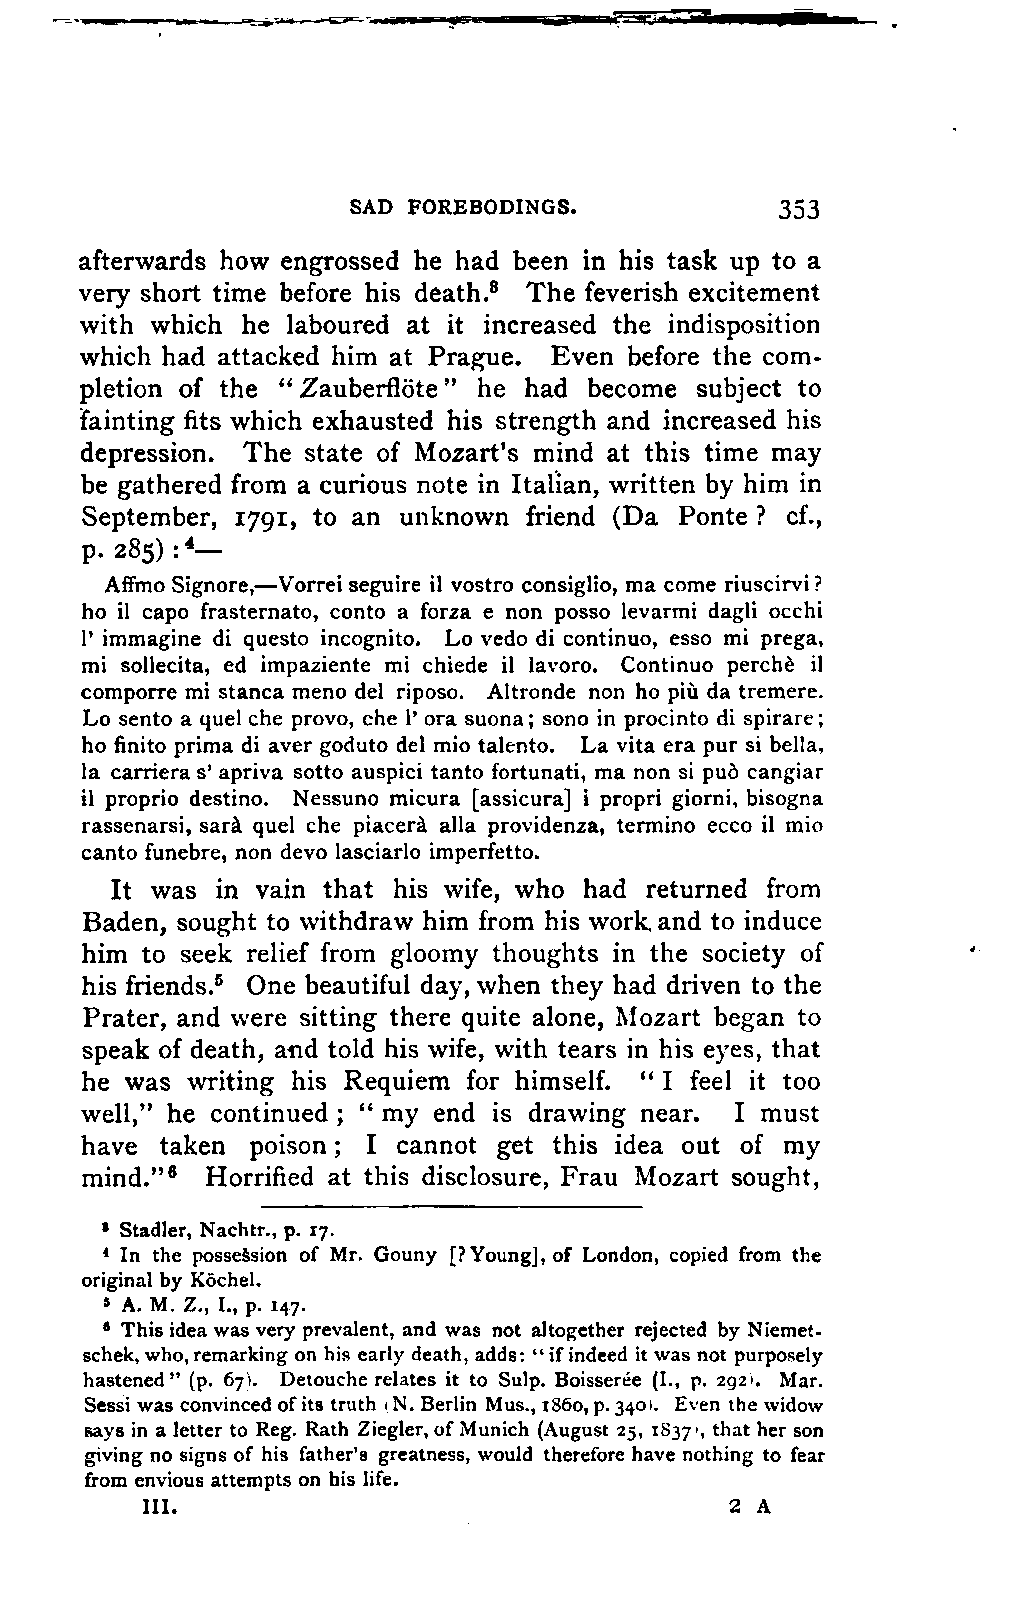 SAD FOREBODINGS. 353
afterwards how engrossed he had been in his task up to a
very short time before his death.³ The feverish excitement
with which he laboured at it increased the indisposition
which had attacked him at Prague. Even before the com-
pletion of the "Zauberflöte" he had become subject to
fainting fits which exhausted his strength and increased his
depression. The state of Mozart's mind at this time may
be gathered from a curious note in Italian, written by him in
September, 1791, to an unknown friend (Da Ponte ? cf.,
p. 285) :⁴—
Affmo Signore,—Vorrei seguire il vostro consiglio, ma come riuscirvi ?
ho il capo frasternato, conto a forza e non posso levarmi dagli occhi
l' immagine di questo incognito. Lo vedo di continuo, esso mi prega,
mi sollecita, ed impaziente mi chiede il lavoro. Continuo perchè il
comporre mi stanca meno del riposo. Altronde non ho più da tremere.
Lo sento a quel che provo, che l' ora suona ; sono in procinto di spirare ;
ho finito prima di aver goduto del mio talento. La vita era pur si bella,
la carriera s' apriva sotto auspici tanto fortunati, ma non si può cangiar
il proprio destino. Nessuno micura [assicura] i propri giorni, bisogna
rassenarsi, sarà quel che piacerà alla providenza, termino ecco il mio
canto funebre, non devo lasciarlo imperfetto.
It was in vain that his wife, who had returned from
Baden, sought to withdraw him from his work, and to induce
him to seek relief from gloomy thoughts in the society of
his friends.⁵ One beautiful day, when they had driven to the
Prater, and were sitting there quite alone, Mozart began to
speak of death, and told his wife, with tears in his eyes, that
he was writing his Requiem for himself. "I feel it too
well," he continued ; "my end is drawing near. I must
have taken poison ; I cannot get this idea out of my
mind."⁶ Horrified at this disclosure, Frau Mozart sought,
³ Stadler, Nachtr., p. 17.
⁴ In the possession of Mr. Gouny [? Young], of London, copied from the
original by Köchel.
⁵ A. M. Z., I., p. 147.
⁶ This idea was very prevalent, and was not altogether rejected by Niemet-
schek, who, remarking on his early death, adds: "if indeed it was not purposely
hastened" (p. 67). Detouche relates it to Sulp. Boisserée (I., p. 292). Mar.
Sessi was convinced of its truth (N. Berlin Mus., 1860, p. 340). Even the widow
says in a letter to Reg. Rath Ziegler, of Munich (August 25, 1837), that her son
giving no signs of his father's greatness, would therefore have nothing to fear
from envious attempts on his life.
III. 2 A